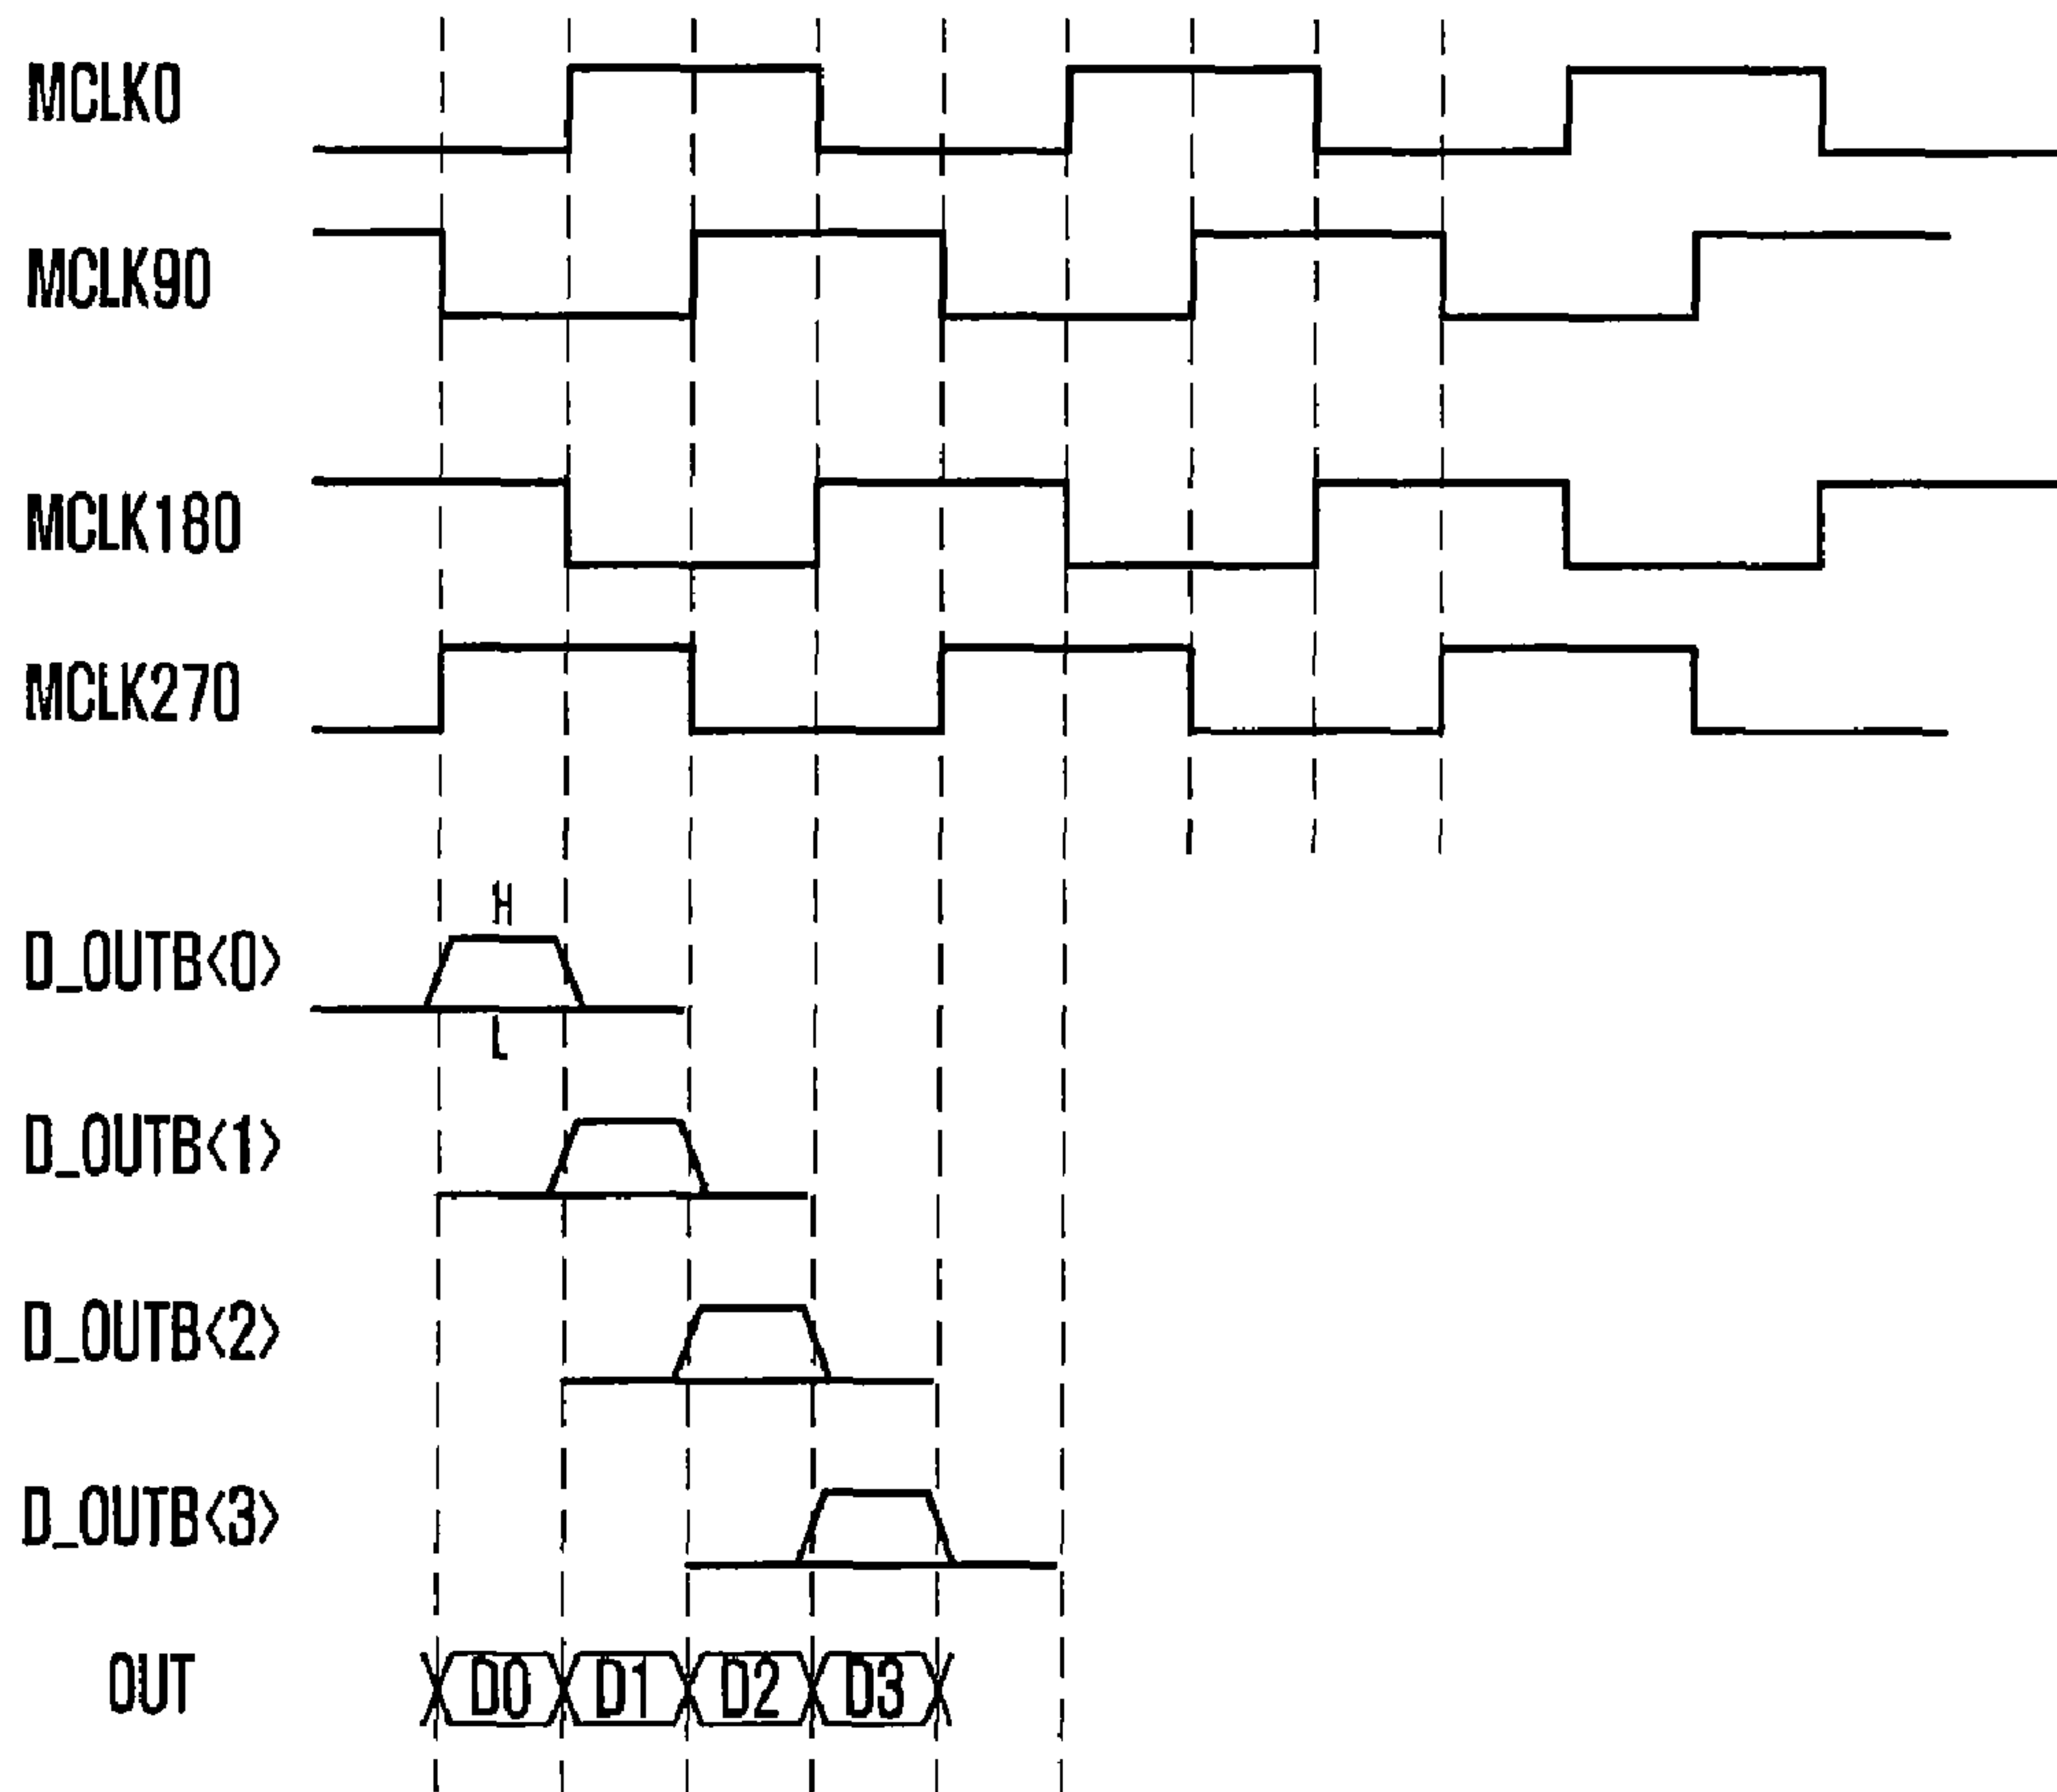 MCLK0
MCLK90
MCLK180
MCLK270
H
D_OUTB<0>
L
D_OUTB<1>
D_OUTB<2>
D_OUTB<3>
OUT D0 D1 D2 D3